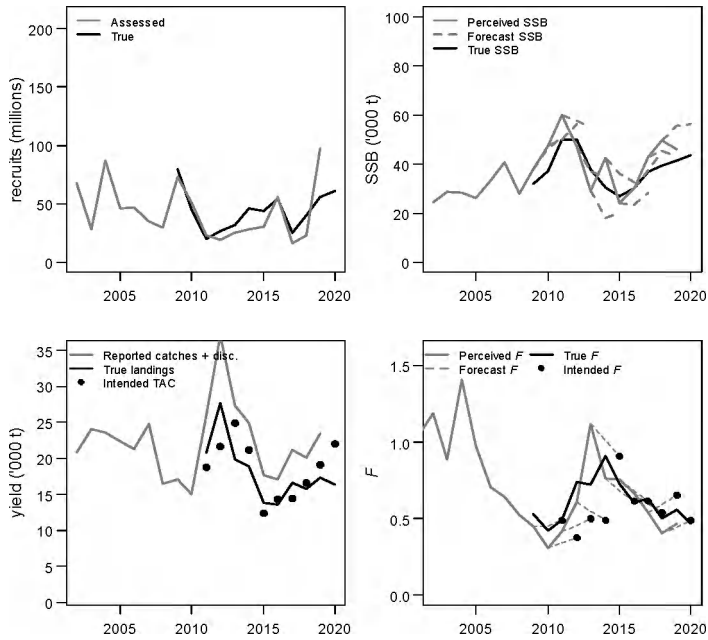 Assessed
True
recruits (millions)
200
150
100
50
0
2005 2010 2015 2020
Perceived SSB
Forecast SSB
True SSB
SSB ('000 t)
100
80
60
40
20
0
2005 2010 2015 2020
Reported catches + disc.
True landings
Intended TAC
yield ('000 t)
35
30
25
20
15
10
5
0
2005 2010 2015 2020
Perceived F True F
Forecast F Intended F
F
1.5
1.0
0.5
0.0
2005 2010 2015 2020